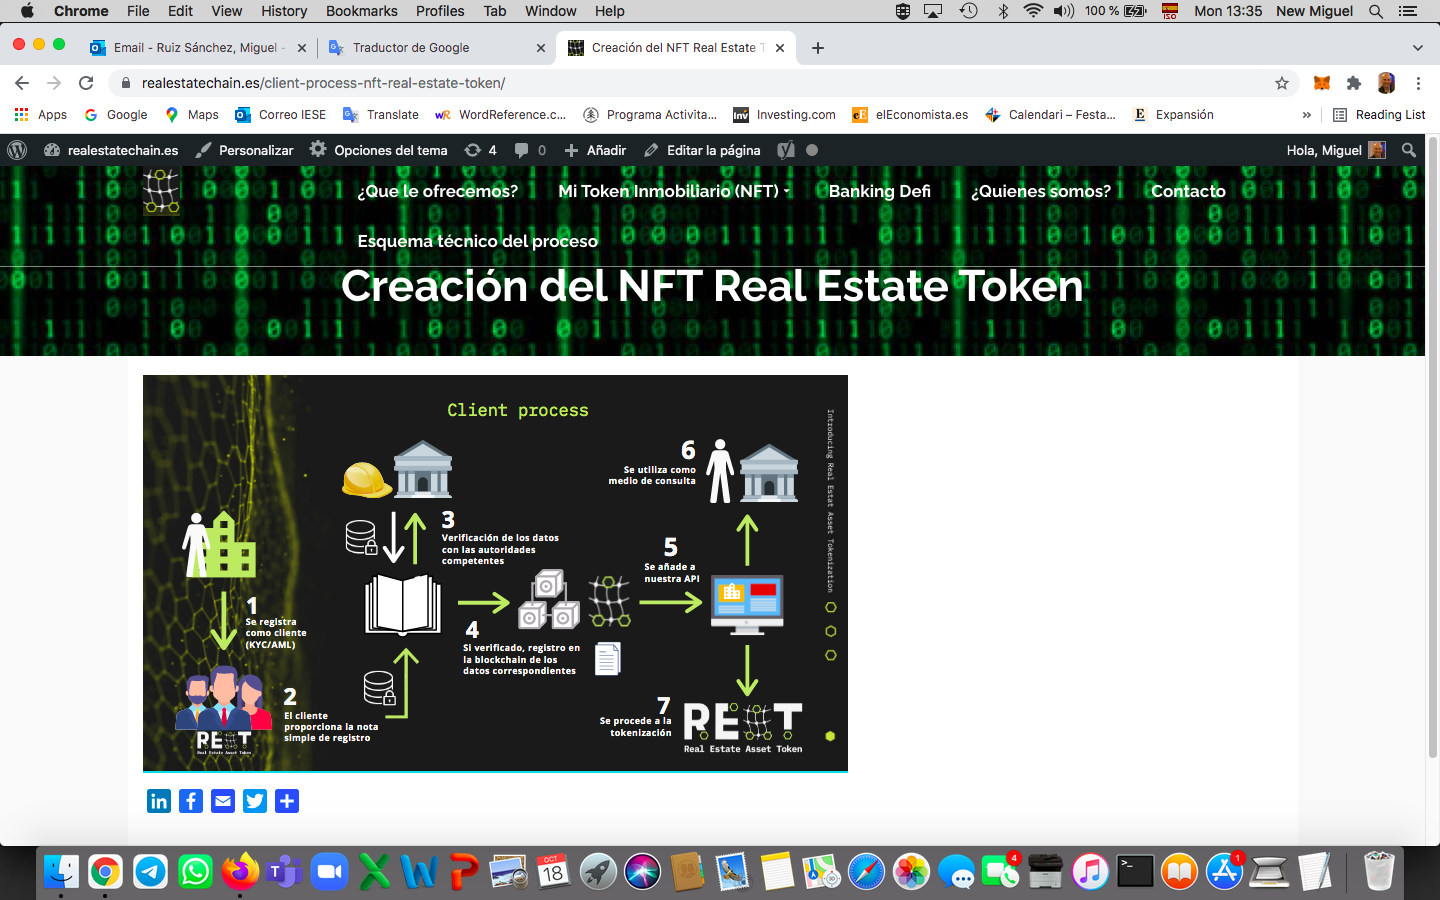 Chrome File Edit View History Bookmarks Profiles Tab Window Help 100 % ISO Mon 13:35 New Miguel
Email - Ruiz Sánchez, Miguel - Traductor de Google Creación del NFT Real Estate T
realestatechain.es/client-process-nft-real-estate-token/
Apps Google Maps Correo IESE Translate WordReference.c... Programa Activita... Investing.com elEconomista.es Calendari – Festa... Expansión » Reading List
realestatechain.es Personalizar Opciones del tema 4 0 Añadir Editar la página Hola, Miguel
¿Que le ofrecemos? Mi Token Inmobiliario (NFT) Banking Defi ¿Quienes somos? Contacto
Esquema técnico del proceso
Creación del NFT Real Estate Token
Client process
1
Se registra
como cliente
(KYC/AML)
2
El cliente
proporciona la nota
simple de registro
3
Verificación de los datos
con las autoridades
competentes
4
Si verificado, registro en
la blockchain de los
datos correspondientes
5
Se añade a
nuestra API
6
Se utiliza como
medio de consulta
7
Se procede a la
tokenización
RE T
Real Estate Asset Token
RE T
Real Estate Asset Token
Introducing Real Estat Asset Tokenization
OCT
18
4
1